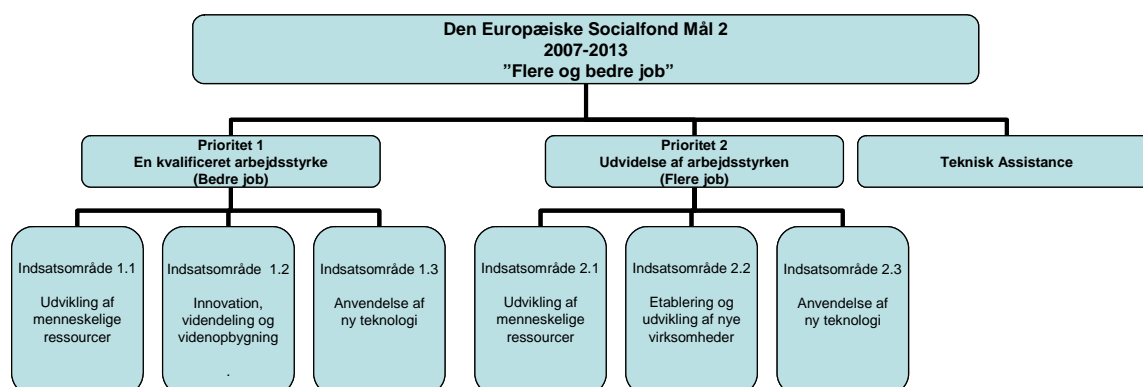 Den Europæiske Socialfond Mål 2
2007-2013
”Flere og bedre job”
Prioritet 1
En kvalificeret arbejdsstyrke
(Bedre job)
Prioritet 2
Udvidelse af arbejdsstyrken
(Flere job)
Teknisk Assistance
Indsatsområde 1.1
Udvikling af
menneskelige
ressourcer
Indsatsområde 1.2
Innovation,
videndeling og
videnopbygning
.
Indsatsområde 1.3
Anvendelse af
ny teknologi
Indsatsområde 2.1
Udvikling af
menneskelige
ressourcer
Indsatsområde 2.2
Etablering og
udvikling af nye
virksomheder
Indsatsområde 2.3
Anvendelse af
ny teknologi